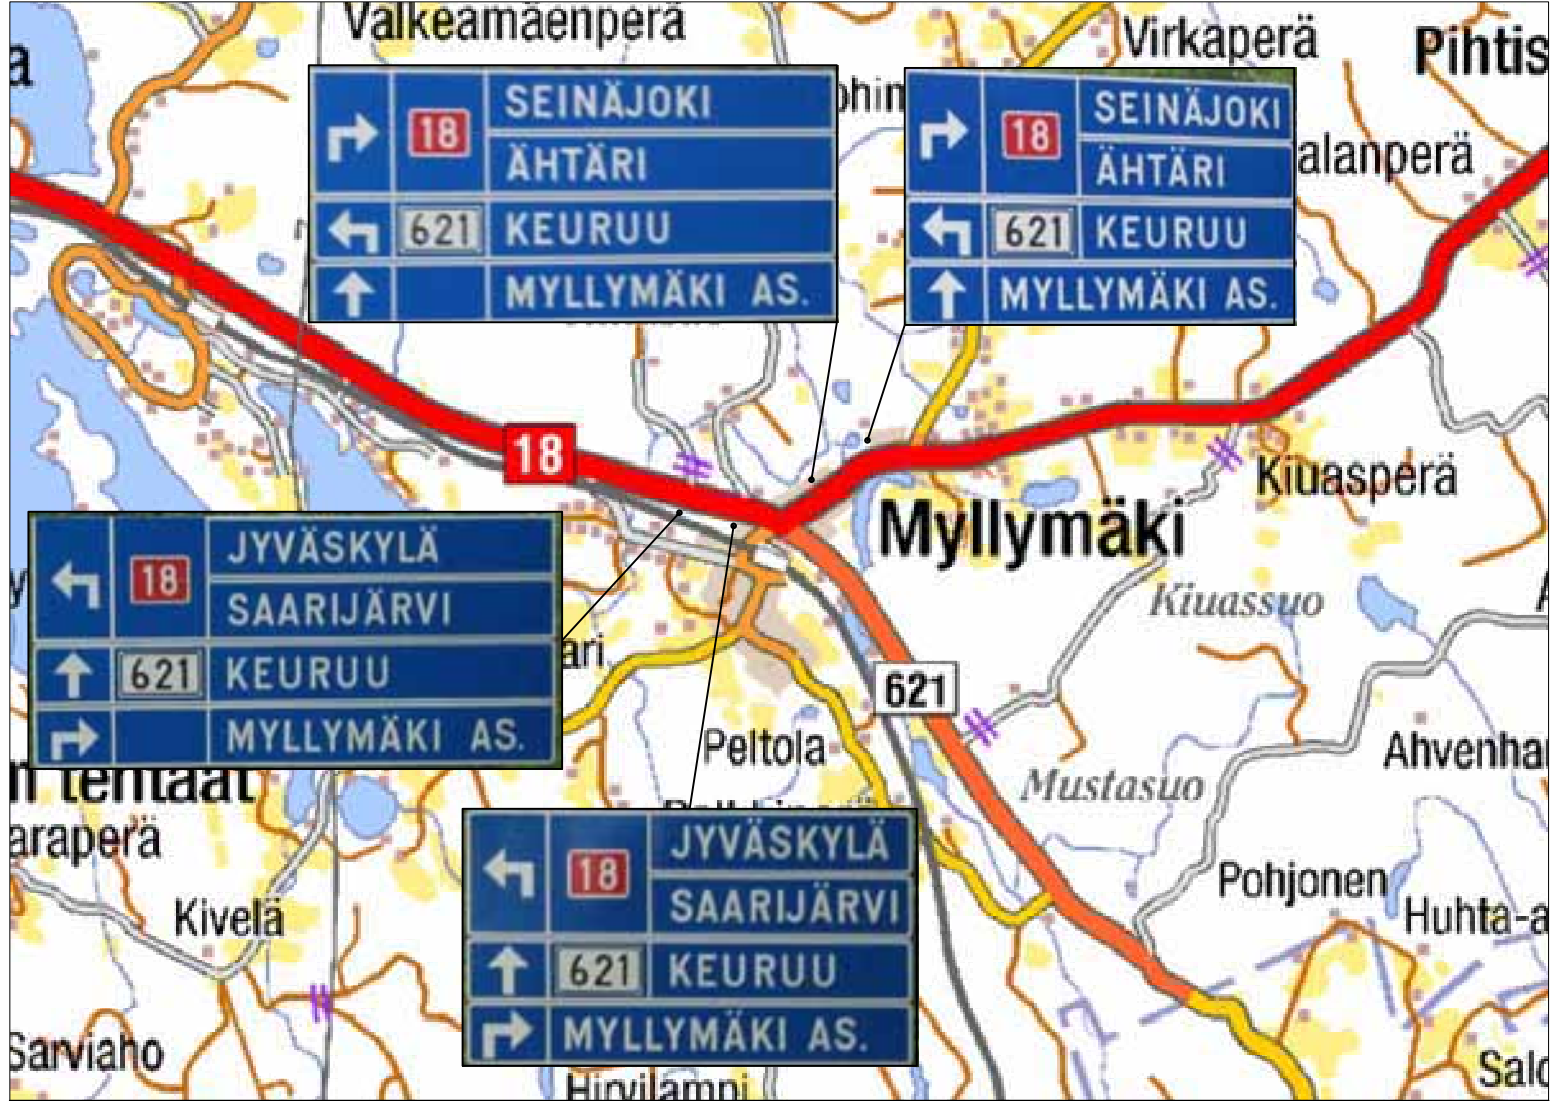 Valkeamäenperä
Virkaperä
Pihtis
a
SEINÄJOKI
18
ÄHTÄRI
621 KEURUU
MYLLYMÄKI AS.
SEINÄJOKI
18
ÄHTÄRI
621 KEURUU
MYLLYMÄKI AS.
alanperä
18
Kiuasperä
Myllymäki
JYVÄSKYLÄ
18
SAARIJÄRVI
621 KEURUU
MYLLYMÄKI AS.
Kiuassuo
ari
621
Peltola
Mustasuo
Ahvenha
araperä
JYVÄSKYLÄ
18
SAARIJÄRVI
621 KEURUU
MYLLYMÄKI AS.
Pohjonen
Kivelä
Huhta-a
Sarviaho
Salo
Hirvilampi